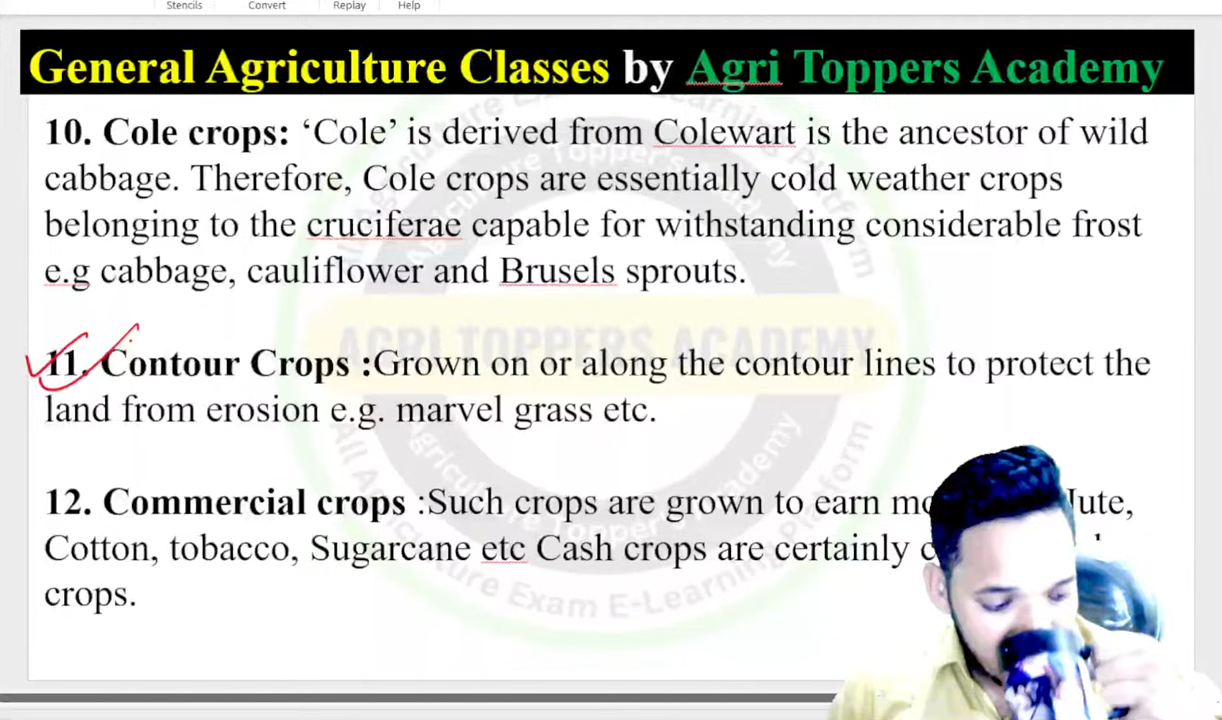 Stencils Convert Replay Help
General Agriculture Classes by Agri Toppers Academy
10. Cole crops: ‘Cole’ is derived from Colewart is the ancestor of wild
cabbage. Therefore, Cole crops are essentially cold weather crops
belonging to the cruciferae capable for withstanding considerable frost
e.g cabbage, cauliflower and Brusels sprouts.
AGRI TOPPERS ACADEMY
11. Contour Crops :Grown on or along the contour lines to protect the
land from erosion e.g. marvel grass etc.
12. Commercial crops :Such crops are grown to earn Jute,
Cotton, tobacco, Sugarcane etc Cash crops are certainly
crops.